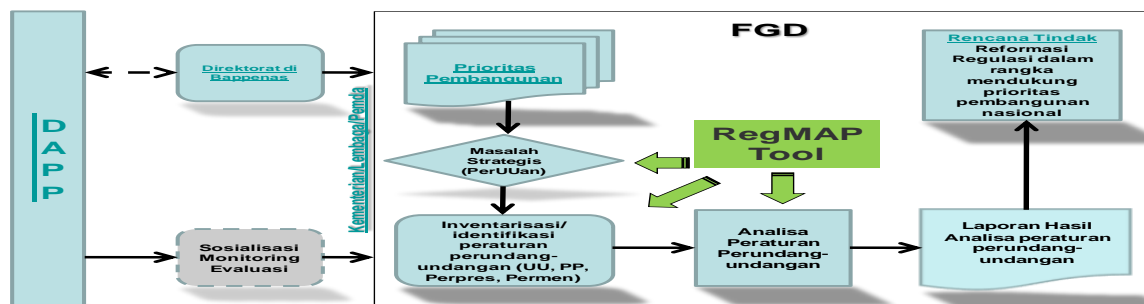 D
A
P
P
Direktorat di
Bappenas
Sosialisasi
Monitoring
Evaluasi
Kementerian/Lembaga/Pemda
FGD
Prioritas
Pembangunan
Masalah
Strategis
(PerUUan)
Inventarisasi/
identifikasi
peraturan
perundang-
undangan (UU, PP,
Perpres, Permen)
RegMAP
Tool
Analisa
Peraturan
Perundang-
undangan
Rencana Tindak
Reformasi
Regulasi dalam
rangka
mendukung
prioritas
pembangunan
nasional
Laporan Hasil
Analisa peraturan
perundang-
undangan